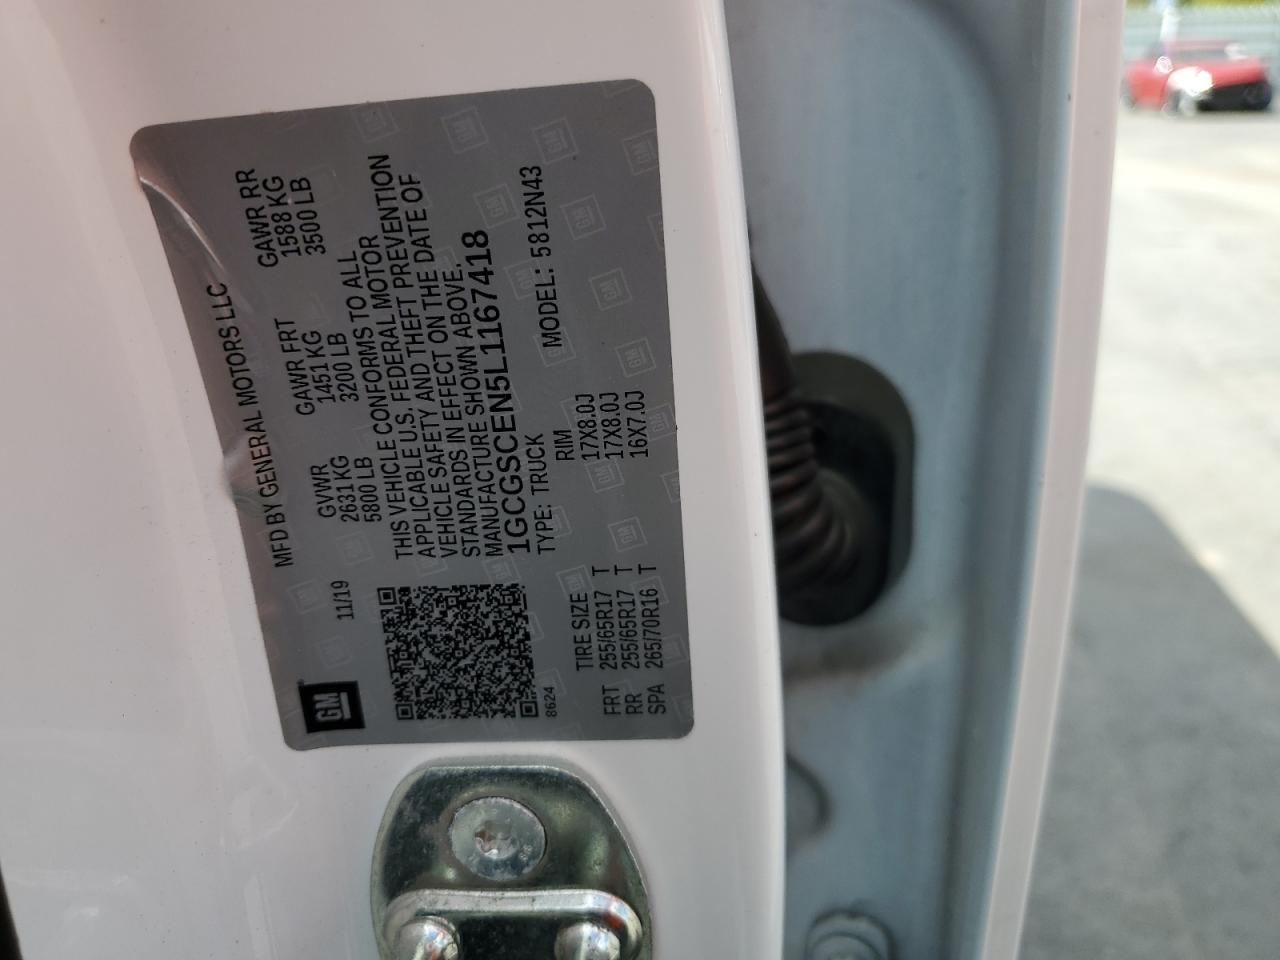 GM
11/19
MFD BY GENERAL MOTORS LLC
GVWR GAWR FRT GAWR RR
2631 KG 1451 KG 1588 KG
5800 LB 3200 LB 3500 LB
THIS VEHICLE CONFORMS TO ALL
APPLICABLE U.S. FEDERAL MOTOR
VEHICLE SAFETY AND THEFT PREVENTION
STANDARDS IN EFFECT ON THE DATE OF
MANUFACTURE SHOWN ABOVE.
1GCGSCEN5L1167418
TYPE: TRUCK MODEL: 5812N43
8624
TIRE SIZE RIM
FRT 255/65R17 T 17X8.0J
RR 255/65R17 T 17X8.0J
SPA 265/70R16 T 16X7.0J